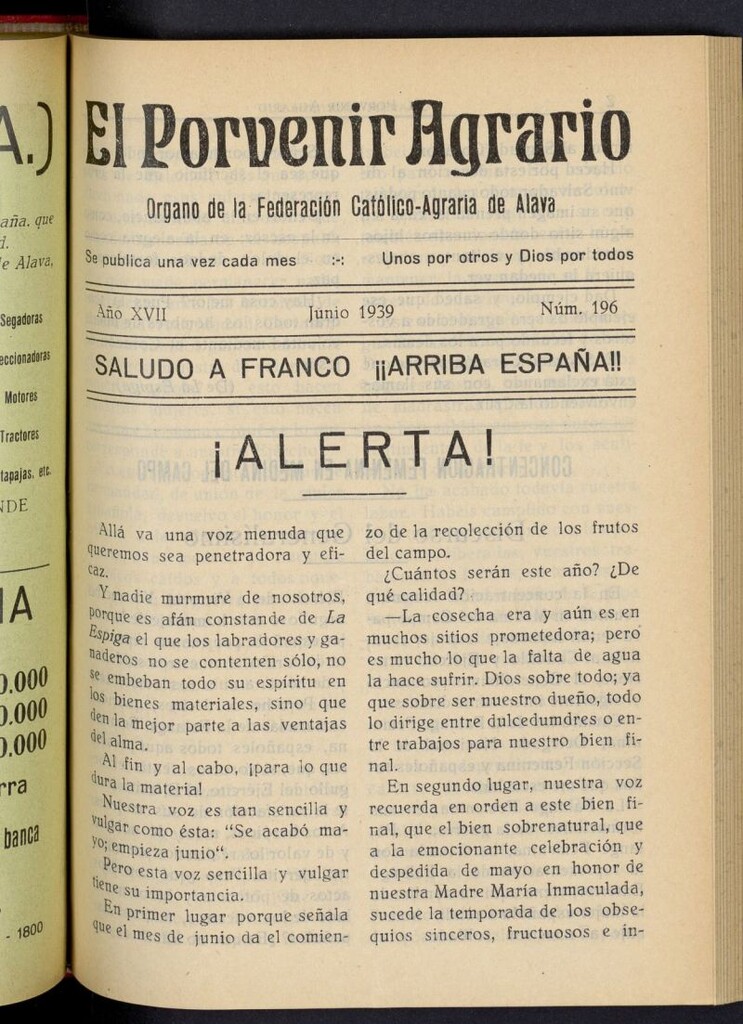 A.)
aña. que
d.
e Alava,
Segadoras
eccionadoras
Motores
Tractores
tapajas, etc.
NDE
IA
0.000
0.000
0.000
rra
banca
- 1800
El Porvenir Agrario
Organo de la Federación Católico-Agraria de Alava
Se publica una vez cada mes :-: Unos por otros y Dios por todos
Año XVII Junio 1939 Núm. 196
SALUDO A FRANCO ¡¡ARRIBA ESPAÑA!!
¡ALERTA!
Allá va una voz menuda que
queremos sea penetradora y efi-
caz.
Y nadie murmure de nosotros,
porque es afán constande de La
Espiga el que los labradores y ga-
naderos no se contenten sólo, no
se embeban todo su espíritu en
los bienes materiales, sino que
den la mejor parte a las ventajas
del alma.
Al fin y al cabo, ¡para lo que
dura la materia!
Nuestra voz es tan sencilla y
vulgar como ésta: "Se acabó ma-
yo; empieza junio".
Pero esta voz sencilla y vulgar
tiene su importancia.
En primer lugar porque señala
que el mes de junio da el comien-
zo de la recolección de los frutos
del campo.
¿Cuántos serán este año? ¿De
qué calidad?
—La cosecha era y aún es en
muchos sitios prometedora; pero
es mucho lo que la falta de agua
la hace sufrir. Dios sobre todo; ya
que sobre ser nuestro dueño, todo
lo dirige entre dulcedumdres o en-
tre trabajos para nuestro bien fi-
nal.
En segundo lugar, nuestra voz
recuerda en orden a este bien fi-
nal, que el bien sobrenatural, que
a la emocionante celebración y
despedida de mayo en honor de
nuestra Madre María Inmaculada,
sucede la temporada de los obse-
quios sinceros, fructuosos e in-